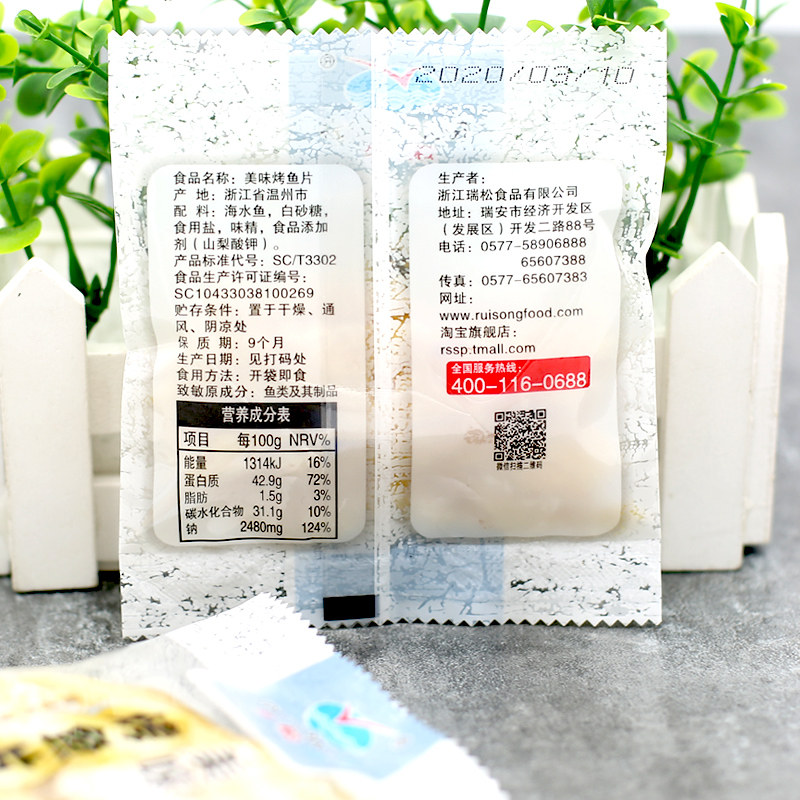 2020/03/10
食品名称：美味烤鱼片
产 地：浙江省温州市
配 料：海水鱼，白砂糖，
食用盐，味精，食品添加
剂（山梨酸钾）。
产品标准代号：SC/T3302
食品生产许可证编号：
SC10433038100269
贮存条件：置于干燥、通
风、阴凉处
保 质 期：9个月
生产日期：见打码处
食用方法：开袋即食
致敏原成分：鱼类及其制品
营养成分表
项目 每100g NRV%
能量 1314kJ 16%
蛋白质 42.9g 72%
脂肪 1.5g 3%
碳水化合物 31.1g 10%
钠 2480mg 124%
生产者：
浙江瑞松食品有限公司
地址：瑞安市经济开发区
（发展区）开发二路88号
电话：0577-58906888
65607388
传真：0577-65607383
网址：
www.ruisongfood.com
淘宝旗舰店：
rssp.tmall.com
全国服务热线：
400-116-0688
微信扫描二维码